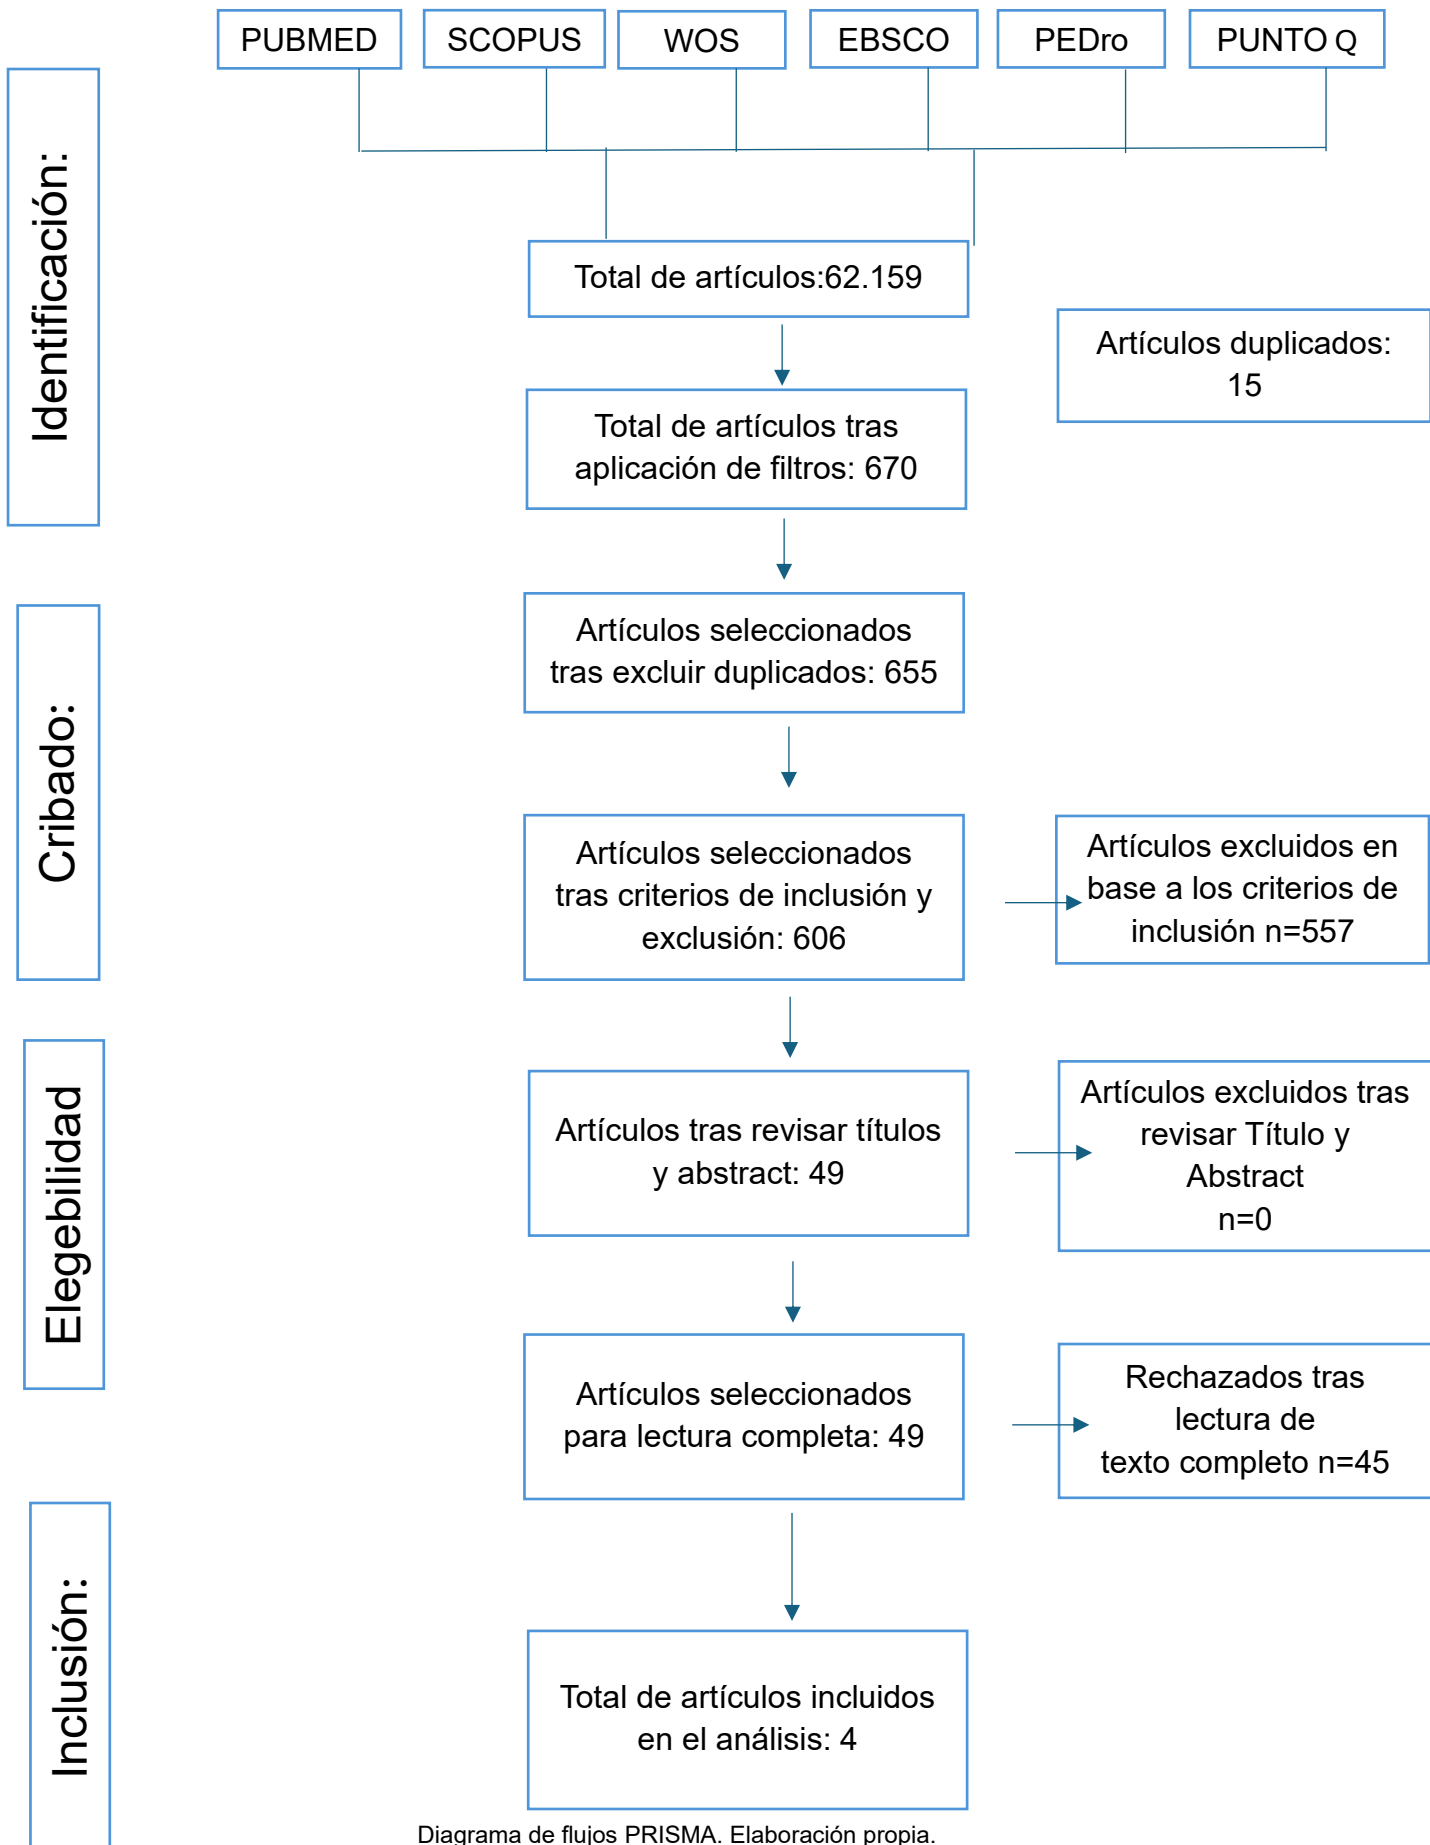 PUBMED
SCOPUS
WOS
EBSCO
PEDro
PUNTO Q
Identificación:
Total de artículos:62.159
Artículos duplicados:
15
Total de artículos tras
aplicación de filtros: 670
Cribado:
Artículos seleccionados
tras excluir duplicados: 655
Artículos seleccionados
tras criterios de inclusión y
exclusión: 606
Artículos excluidos en
base a los criterios de
inclusión n=557
Elegebilidad
Artículos tras revisar títulos
y abstract: 49
Artículos excluidos tras
revisar Título y
Abstract
n=0
Artículos seleccionados
para lectura completa: 49
Rechazados tras
lectura de
texto completo n=45
Inclusión:
Total de artículos incluidos
en el análisis: 4
Diagrama de flujos PRISMA. Elaboración propia.